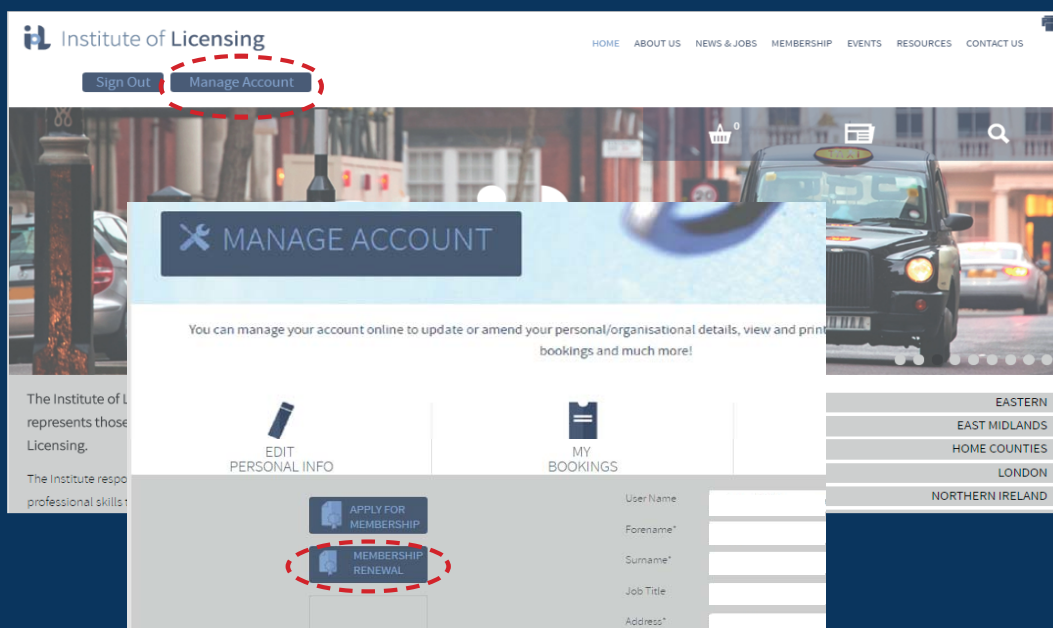 Institute of Licensing
HOME ABOUT US NEWS & JOBS MEMBERSHIP EVENTS RESOURCES CONTACT US
Sign Out Manage Account
0
20
TAXI
MANAGE ACCOUNT
You can manage your account online to update or amend your personal/organisational details, view and print
bookings and much more!
EDIT
PERSONAL INFO
MY
BOOKINGS
APPLY FOR
MEMBERSHIP
MEMBERSHIP
RENEWAL
User Name
Forename*
Surname*
Job Title
Address*
The Institute of L
represents those
Licensing.
The Institute respo
professional skills
EASTERN
EAST MIDLANDS
HOME COUNTIES
LONDON
NORTHERN IRELAND